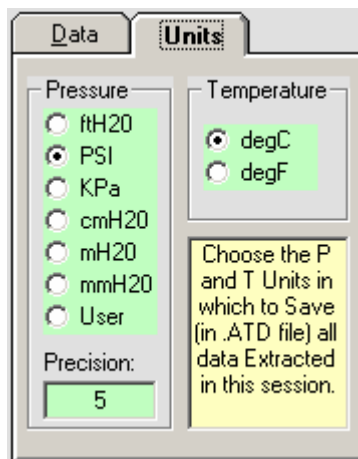 Data
Units
Pressure
ftH20
PSI
KPa
cmH20
mH20
mmH20
User
Precision:
5
Temperature
degC
degF
Choose the P
and T Units in
which to Save
(in .ATD file) all
data Extracted
in this session.